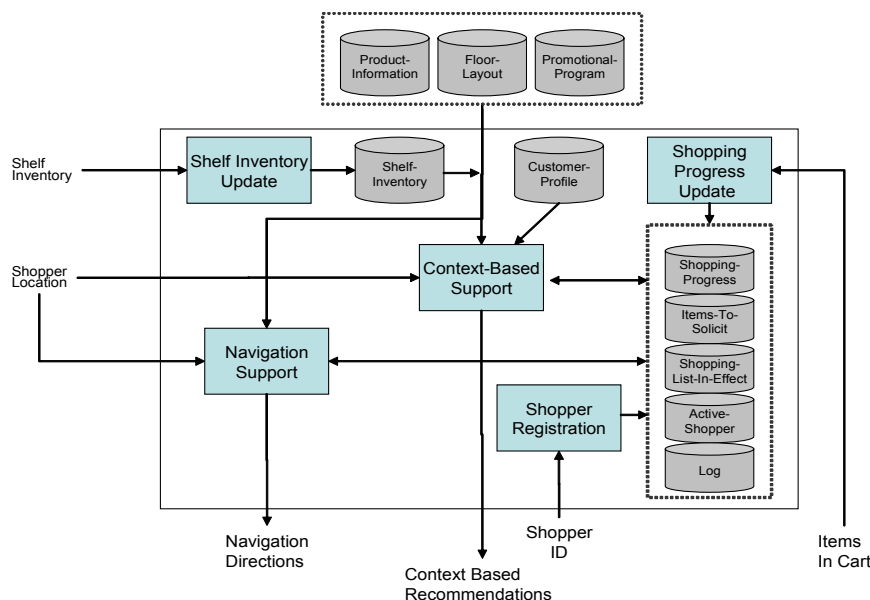 Product-
Information
Floor-
Layout
Promotional-
Program
Shelf
Inventory
Shelf Inventory
Update
Shelf-
Inventory
Customer-
Profile
Shopping
Progress
Update
Shopper
Location
Context-Based
Support
Shopping-
Progress
Items-To-
Solicit
Navigation
Support
Shopping-
List-In-Effect
Shopper
Registration
Active-
Shopper
Log
Navigation
Directions
Context Based
Recommendations
Shopper
ID
Items
In Cart